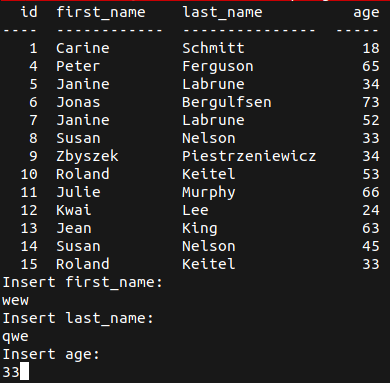 id first_name last_name age
---- ------------ --------------- -----
1 Carine Schmitt 18
4 Peter Ferguson 65
5 Janine Labrune 34
6 Jonas Bergulfsen 73
7 Janine Labrune 52
8 Susan Nelson 33
9 Zbyszek Piestrzeniewicz 34
10 Roland Keitel 53
11 Julie Murphy 66
12 Kwai Lee 24
13 Jean King 63
14 Susan Nelson 45
15 Roland Keitel 33
Insert first_name:
wew
Insert last_name:
qwe
Insert age:
33